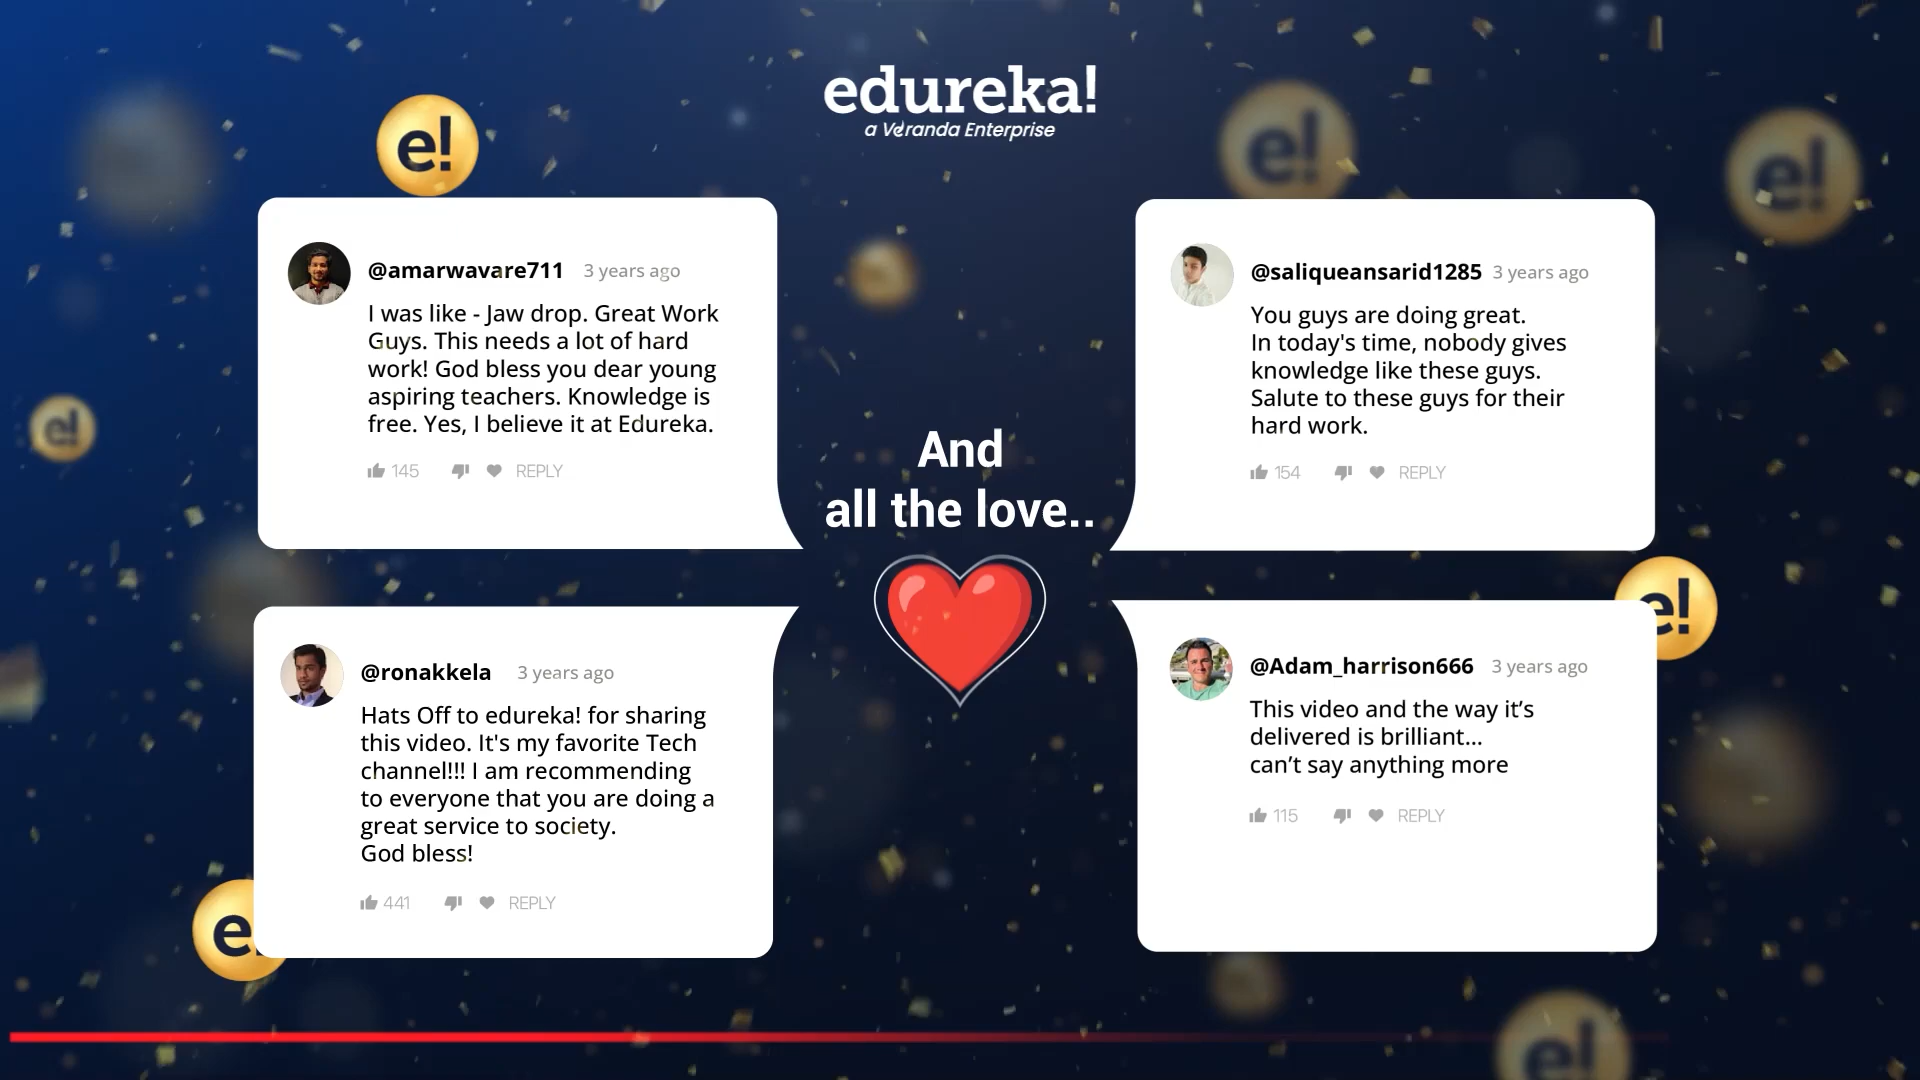 edureka!
a Veranda Enterprise
e!
e!
e!
@amarwavare711 3 years ago
I was like - Jaw drop. Great Work
Guys. This needs a lot of hard
work! God bless you dear young
aspiring teachers. Knowledge is
free. Yes, I believe it at Edureka.
145 REPLY
@saliqueansarid1285 3 years ago
You guys are doing great.
In today's time, nobody gives
knowledge like these guys.
Salute to these guys for their
hard work.
154 REPLY
e!
And
all the love..
e!
@ronakkela 3 years ago
Hats Off to edureka! for sharing
this video. It's my favorite Tech
channel!!! I am recommending
to everyone that you are doing a
great service to society.
God bless!
441 REPLY
@Adam_harrison666 3 years ago
This video and the way it’s
delivered is brilliant...
can’t say anything more
115 REPLY
e
e!